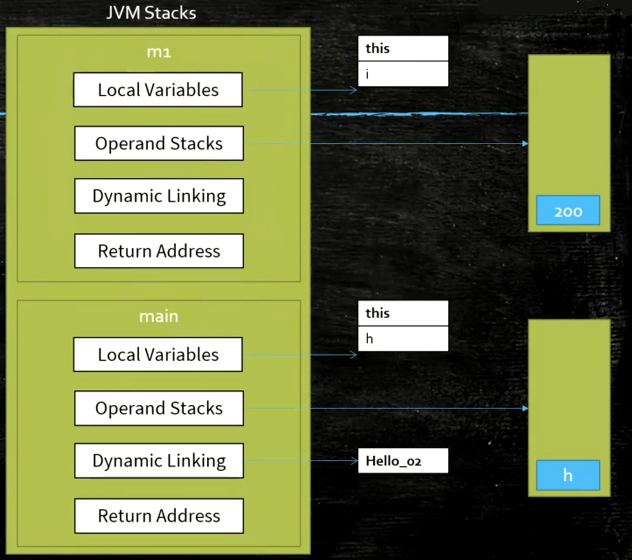 JVM Stacks
m1
Local Variables
Operand Stacks
Dynamic Linking
Return Address
this
i
200
main
Local Variables
Operand Stacks
Dynamic Linking
Return Address
this
h
Hello_02
h